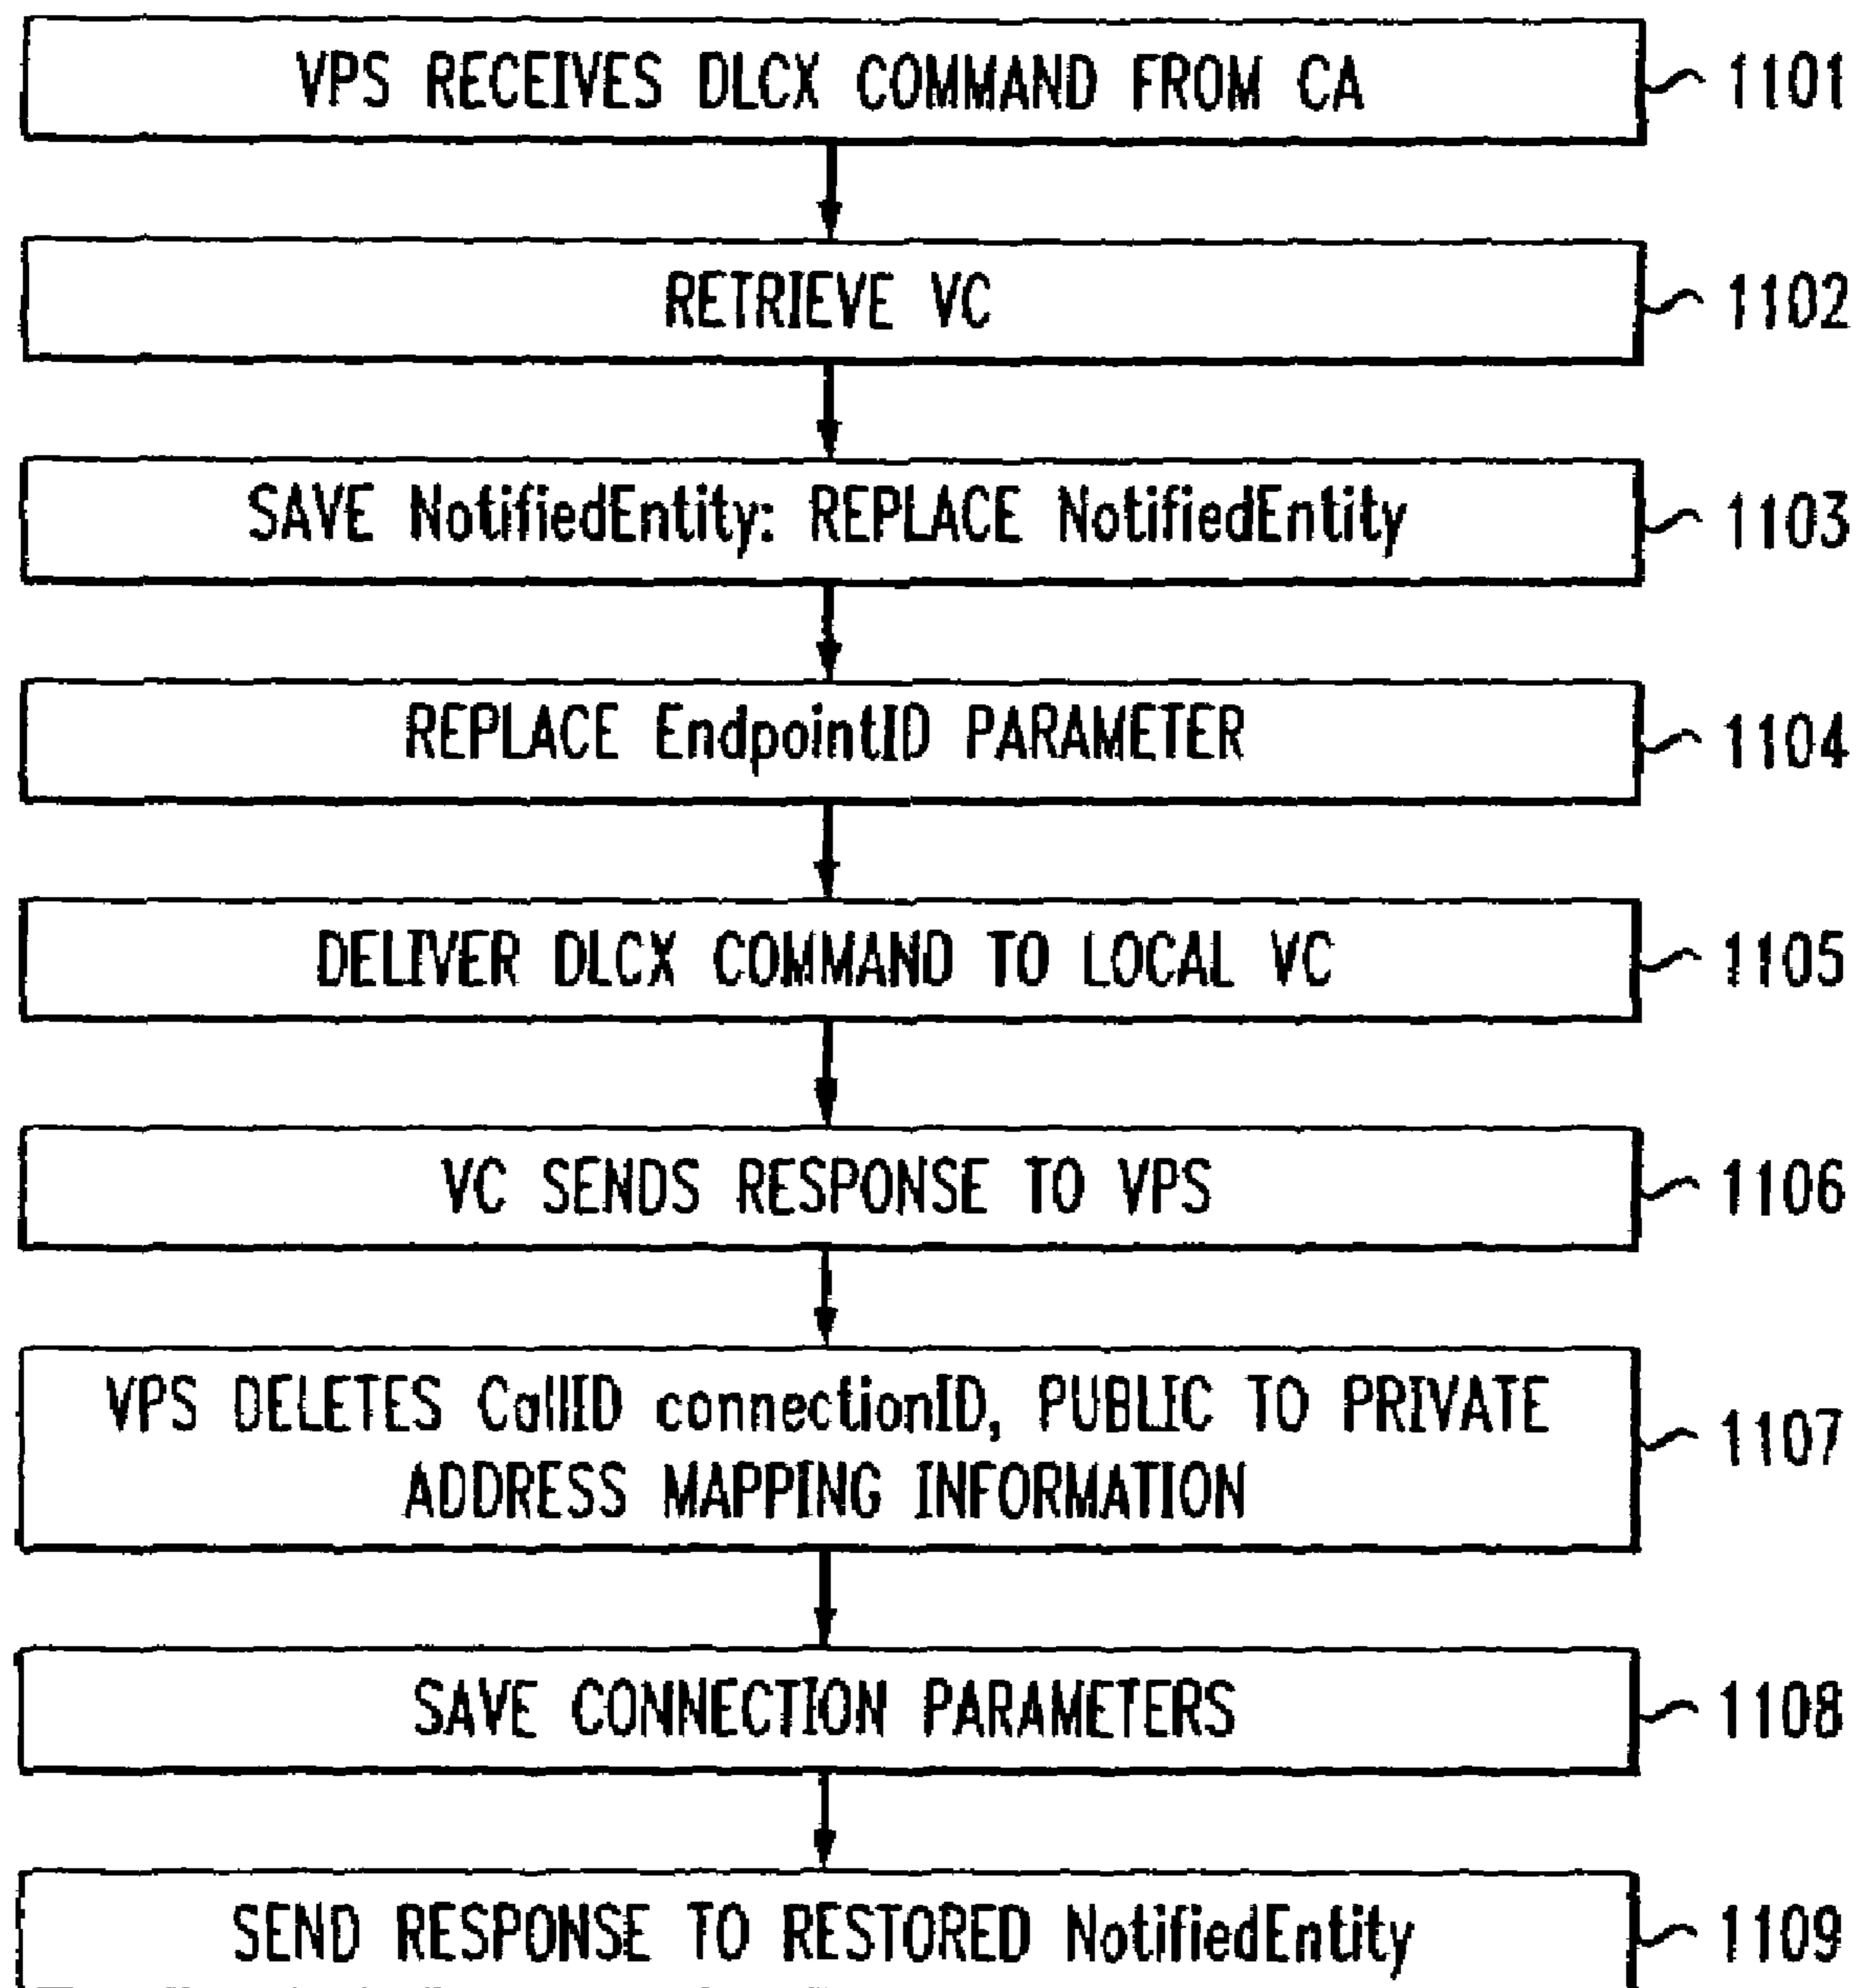 VPS RECEIVES DLCX COMMAND FROM CA
1101
RETRIEVE VC
1102
SAVE NotifiedEntity: REPLACE NotifiedEntity
1103
REPLACE EndpointID PARAMETER
1104
DELIVER DLCX COMMAND TO LOCAL VC
1105
VC SENDS RESPONSE TO VPS
1106
VPS DELETES CallID connectionID, PUBLIC TO PRIVATE
ADDRESS MAPPING INFORMATION
1107
SAVE CONNECTION PARAMETERS
1108
SEND RESPONSE TO RESTORED NotifiedEntity
1109